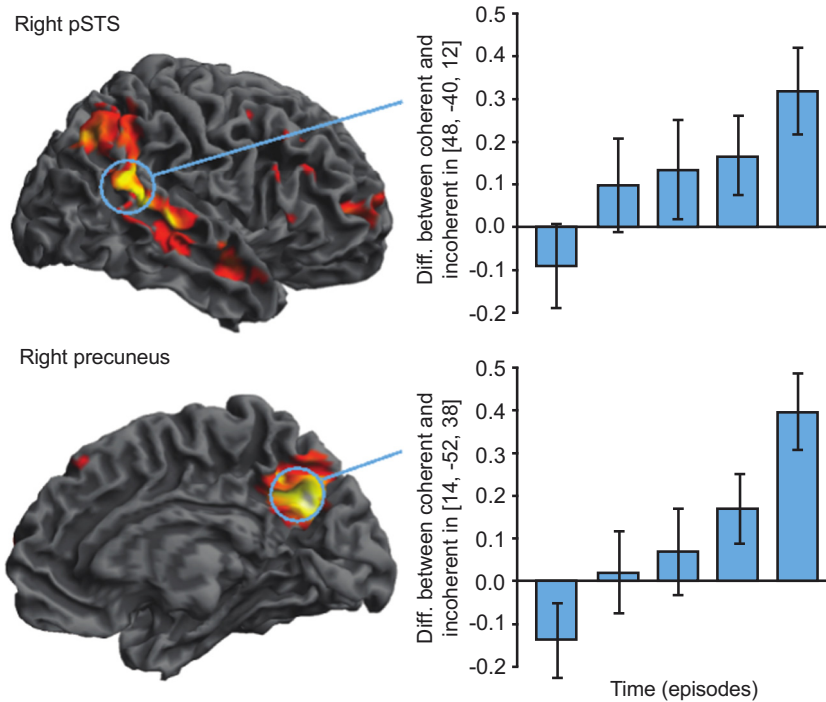 Right pSTS
Diff. between coherent and
incoherent in [48, -40, 12]
0.5
0.4
0.3
0.2
0.1
0.0
-0.1
-0.2
Right precuneus
Diff. between coherent and
incoherent in [14, -52, 38]
0.5
0.4
0.3
0.2
0.1
0.0
-0.1
-0.2
Time (episodes)